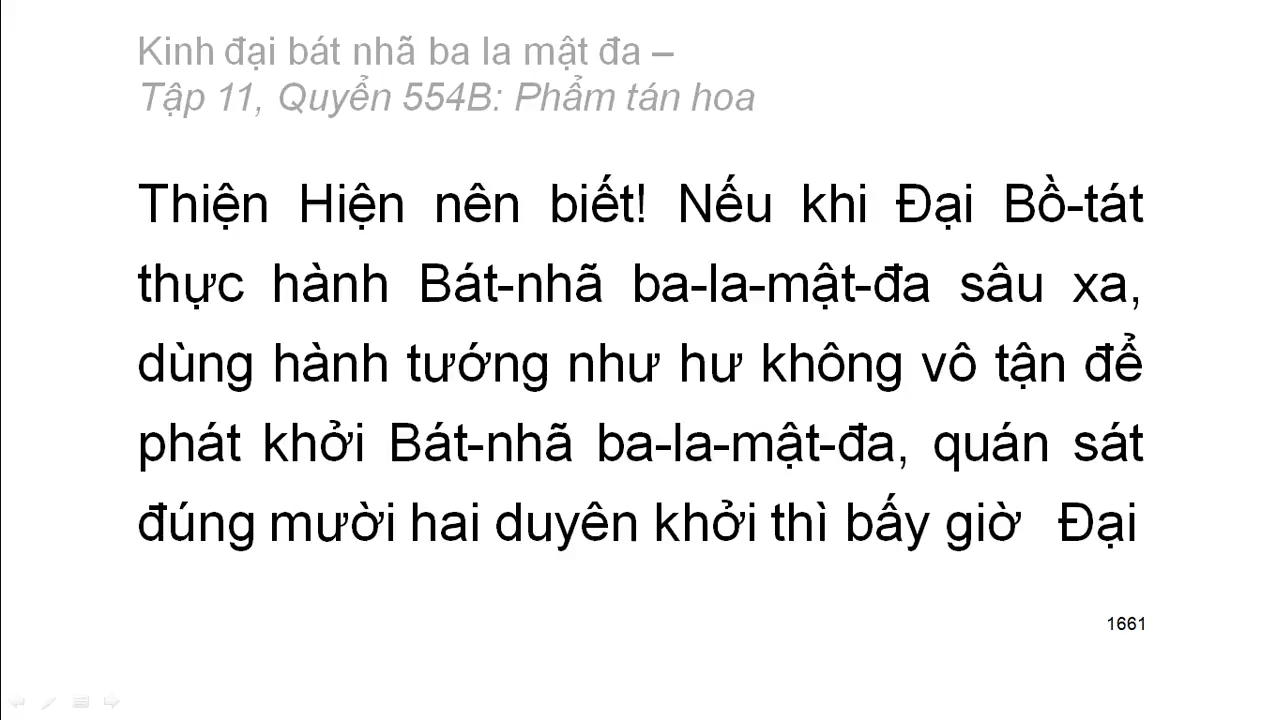 Kinh đại bát nhã ba la mật đa –
Tập 11, Quyển 554B: Phẩm tán hoa
Thiện Hiện nên biết! Nếu khi Đại Bồ-tát
thực hành Bát-nhã ba-la-mật-đa sâu xa,
dùng hành tướng như hư không vô tận để
phát khởi Bát-nhã ba-la-mật-đa, quán sát
đúng mười hai duyên khởi thì bấy giờ Đại
1661